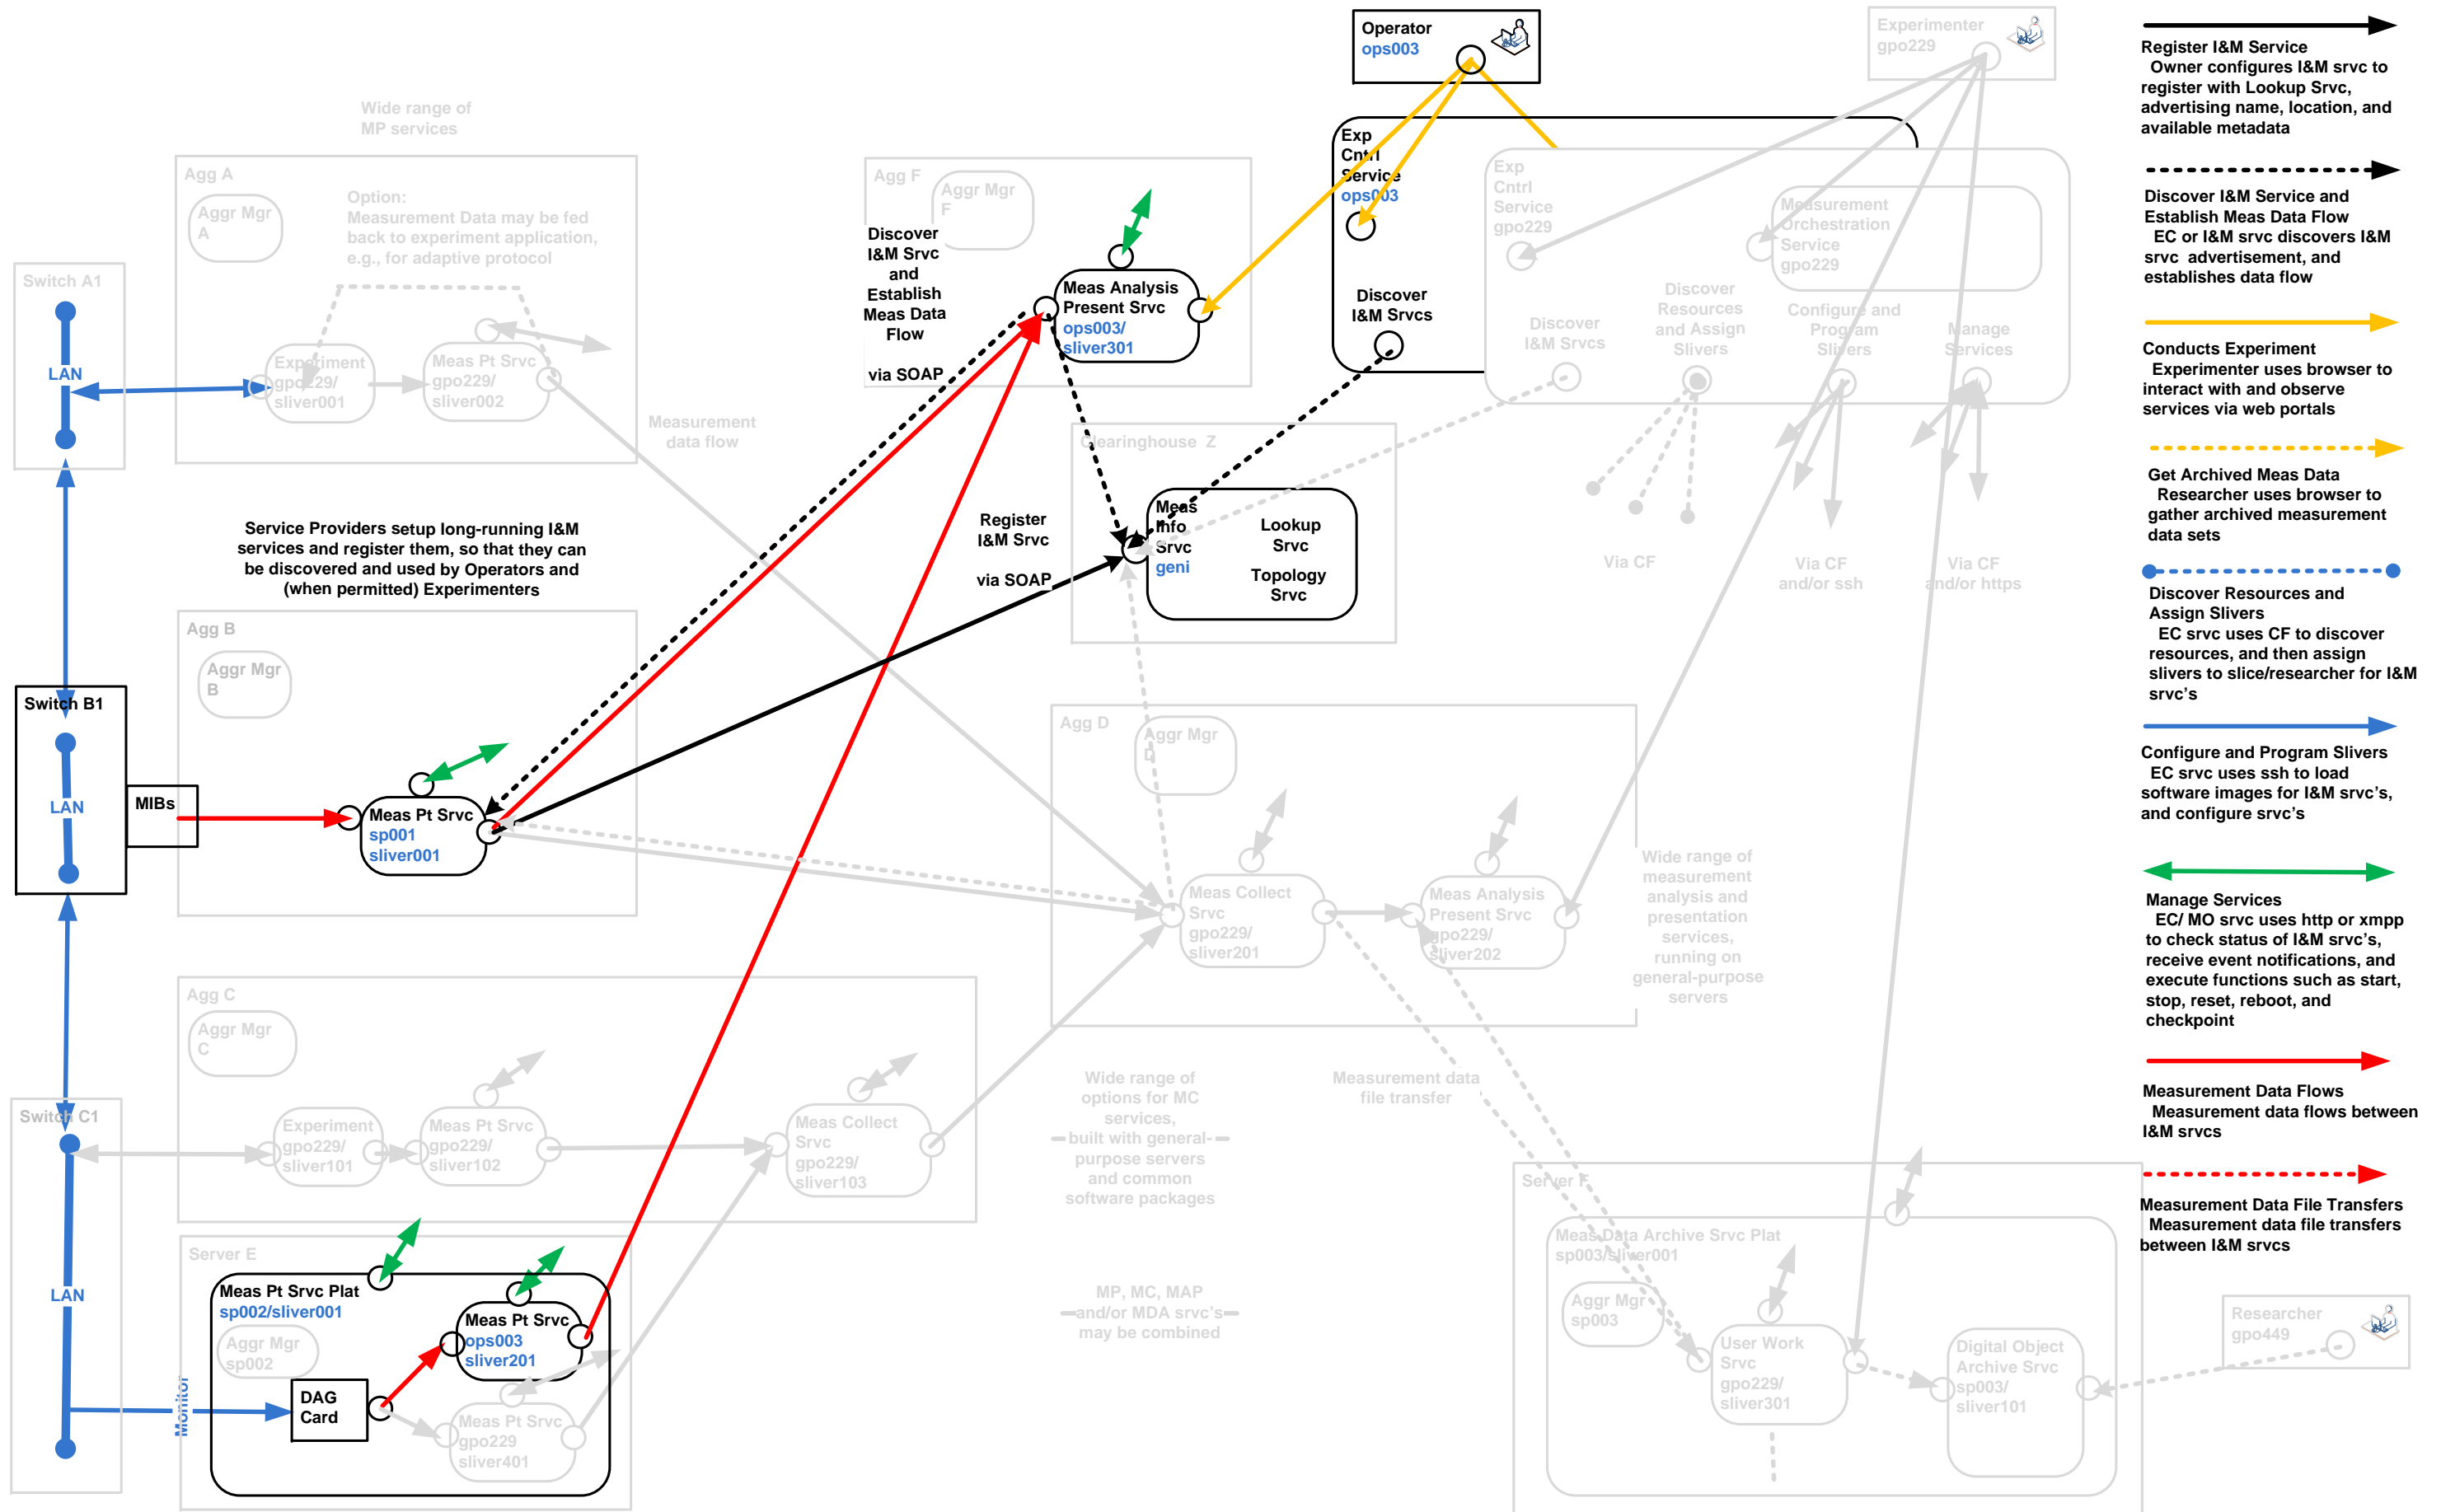 Operator
ops003
Experimenter
gpo229
Register I&M Service
Owner configures I&M srvc to
register with Lookup Srvc,
advertising name, location, and
available metadata
Discover I&M Service and
Establish Meas Data Flow
EC or I&M srvc discovers I&M
srvc advertisement, and
establishes data flow
Conducts Experiment
Experimenter uses browser to
interact with and observe
services via web portals
Get Archived Meas Data
Researcher uses browser to
gather archived measurement
data sets
Discover Resources and
Assign Slivers
EC srvc uses CF to discover
resources, and then assign
slivers to slice/researcher for I&M
srvc's
Configure and Program Slivers
EC srvc uses ssh to load
software images for I&M srvc's,
and configure srvc's
Manage Services
EC/ MO srvc uses http or xmpp
to check status of I&M srvc's,
receive event notifications, and
execute functions such as start,
stop, reset, reboot, and
checkpoint
Measurement Data Flows
Measurement data flows between
I&M srvcs
Measurement Data File Transfers
Measurement data file transfers
between I&M srvcs
Wide range of
MP services
Agg A
Aggr Mgr
A
Option:
Measurement Data may be fed
back to experiment application,
e.g., for adaptive protocol
Switch A1
LAN
Experiment
gpo229/
sliver001
Meas Pt Srvc
gpo229/
sliver002
Measurement
data flow
Agg F
Aggr Mgr
F
Discover
I&M Srvc
and
Establish
Meas Data
Flow
via SOAP
Meas Analysis
Present Srvc
ops003/
sliver301
Exp
Cntrl
Service
ops003
Discover
I&M Srvcs
Exp
Cntrl
Service
gpo229
Measurement
Orchestration
Service
gpo229
Discover
I&M Srvcs
Discover
Resources
and Assign
Slivers
Configure and
Program
Slivers
Manage
Services
Via CF
Via CF
and/or ssh
Via CF
and/or https
Clearinghouse Z
Meas
Info
Srvc
geni
Lookup
Srvc
Topology
Srvc
Register
I&M Srvc
via SOAP
Service Providers setup long-running I&M
services and register them, so that they can
be discovered and used by Operators and
(when permitted) Experimenters
Agg B
Aggr Mgr
B
Switch B1
LAN
MIBs
Meas Pt Srvc
sp001
sliver001
Agg D
Aggr Mgr
D
Meas Collect
Srvc
gpo229/
sliver201
Meas Analysis
Present Srvc
gpo229/
sliver202
Wide range of
measurement
analysis and
presentation
services,
running on
general-purpose
servers
Agg C
Aggr Mgr
C
Switch C1
LAN
Experiment
gpo229/
sliver101
Meas Pt Srvc
gpo229/
sliver102
Meas Collect
Srvc
gpo229/
sliver103
Wide range of
options for MC
services,
built with general-
purpose servers
and common
software packages
Measurement data
file transfer
MP, MC, MAP
and/or MDA srvc's
may be combined
Server E
Meas Pt Srvc Plat
sp002/sliver001
Aggr Mgr
sp002
Meas Pt Srvc
ops003
sliver201
DAG
Card
Meas Pt Srvc
gpo229
sliver401
Monitor
Server F
Meas Data Archive Srvc Plat
sp003/sliver001
Aggr Mgr
sp003
User Work
Srvc
gpo229/
sliver301
Digital Object
Archive Srvc
sp003/
sliver101
Researcher
gpo449